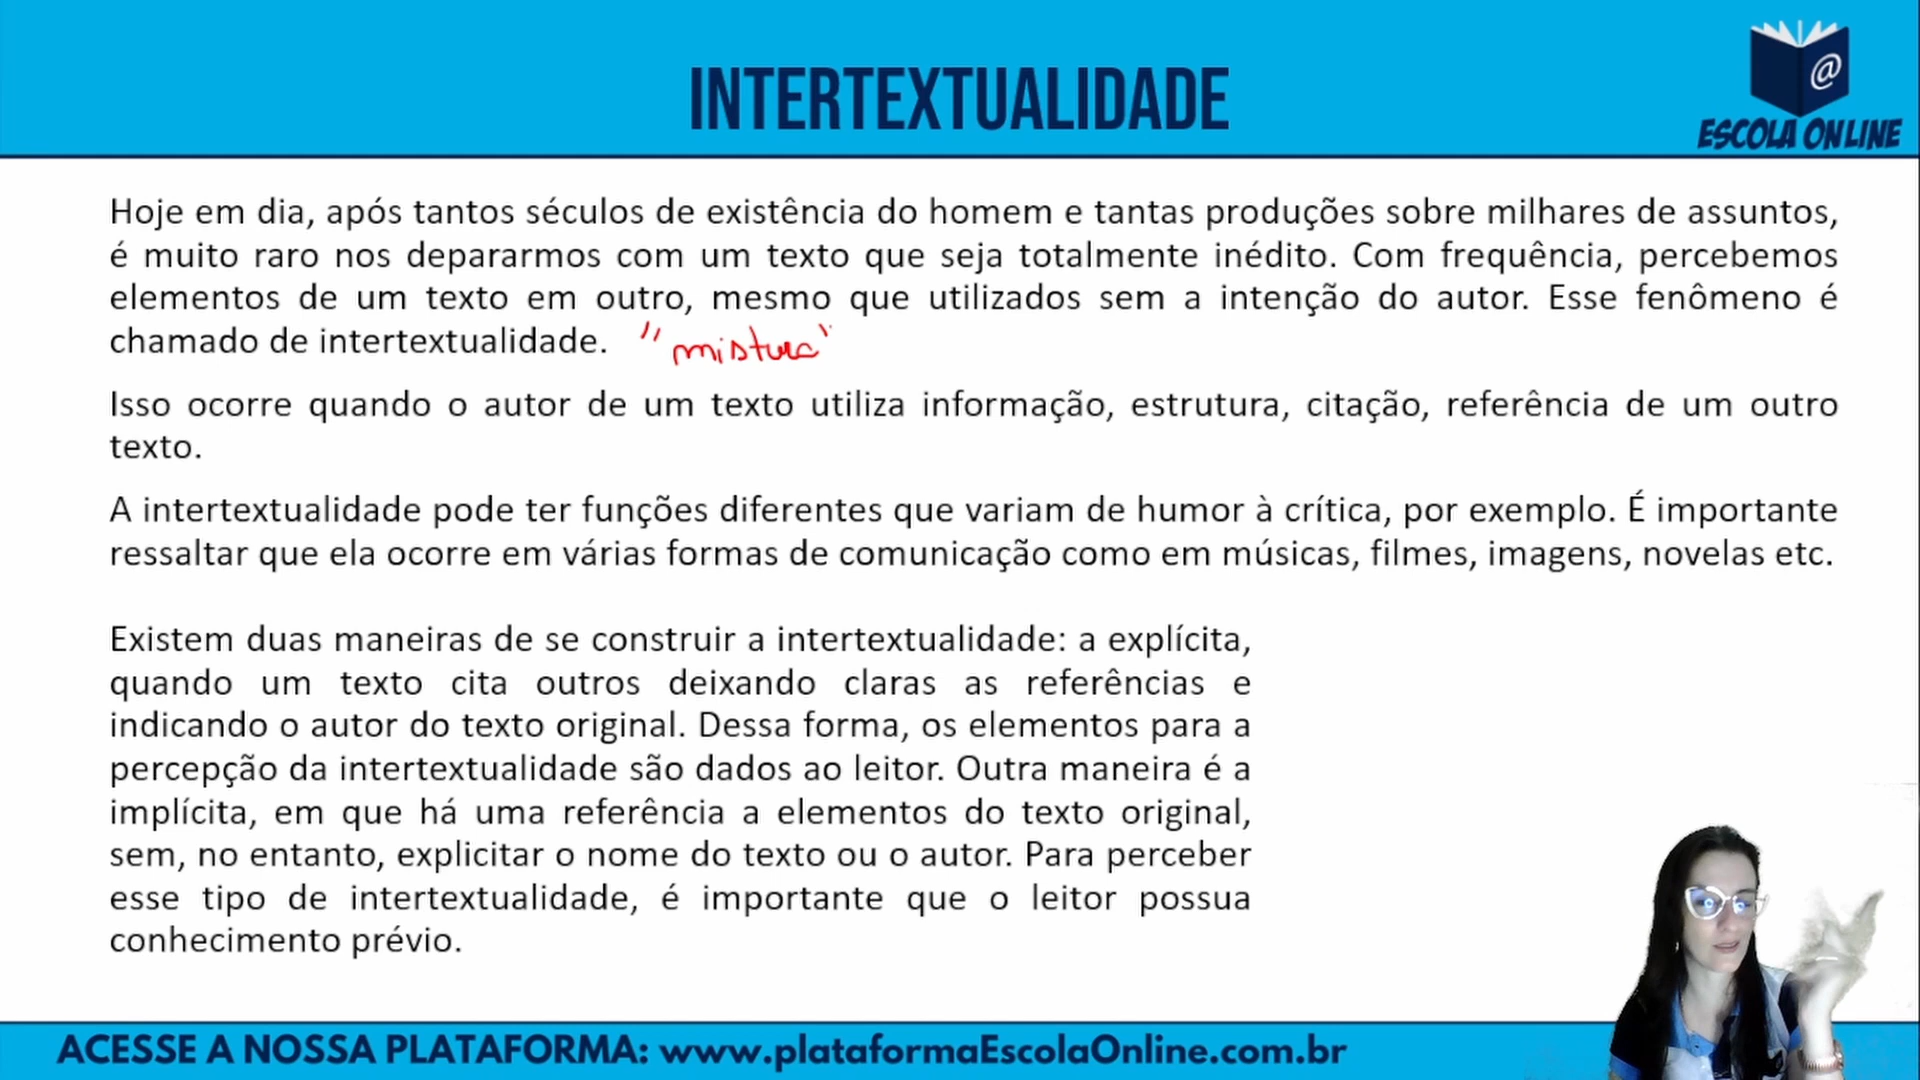 INTERTEXTUALIDADE
@
ESCOLA ONLINE
Hoje em dia, após tantos séculos de existência do homem e tantas produções sobre milhares de assuntos,
é muito raro nos depararmos com um texto que seja totalmente inédito. Com frequência, percebemos
elementos de um texto em outro, mesmo que utilizados sem a intenção do autor. Esse fenômeno é
chamado de intertextualidade. "mistura"
Isso ocorre quando o autor de um texto utiliza informação, estrutura, citação, referência de um outro
texto.
A intertextualidade pode ter funções diferentes que variam de humor à crítica, por exemplo. É importante
ressaltar que ela ocorre em várias formas de comunicação como em músicas, filmes, imagens, novelas etc.
Existem duas maneiras de se construir a intertextualidade: a explícita,
quando um texto cita outros deixando claras as referências e
indicando o autor do texto original. Dessa forma, os elementos para a
percepção da intertextualidade são dados ao leitor. Outra maneira é a
implícita, em que há uma referência a elementos do texto original,
sem, no entanto, explicitar o nome do texto ou o autor. Para perceber
esse tipo de intertextualidade, é importante que o leitor possua
conhecimento prévio.
ACESSE A NOSSA PLATAFORMA: www.plataformaEscolaOnline.com.br